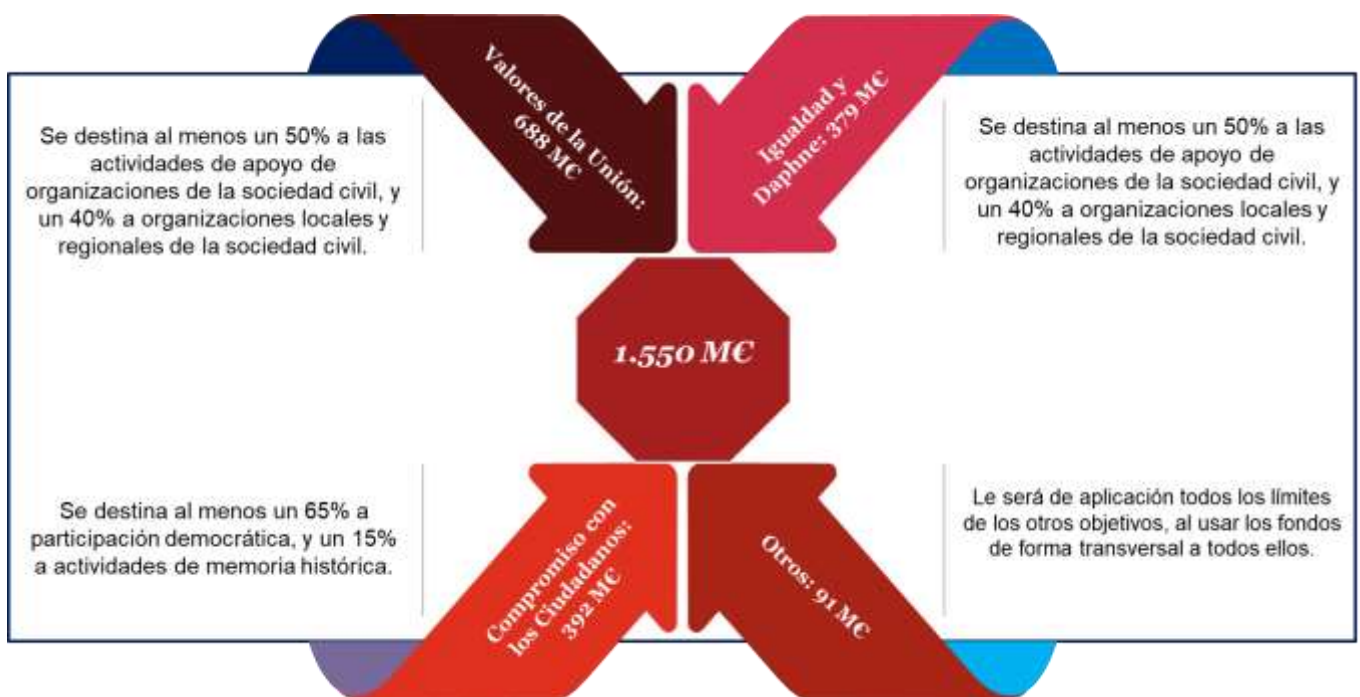 Valores de la Unión:
688 M€
Igualdad y
Daphne: 379 M€
Se destina al menos un 50% a las
actividades de apoyo de
organizaciones de la sociedad civil, y
un 40% a organizaciones locales y
regionales de la sociedad civil.
Se destina al menos un 50% a las
actividades de apoyo de
organizaciones de la sociedad civil, y
un 40% a organizaciones locales y
regionales de la sociedad civil.
1.550 M€
Se destina al menos un 65% a
participación democrática, y un 15%
a actividades de memoria histórica.
Compromiso con
los Ciudadanos:
392 M€
Otros: 91 M€
Le será de aplicación todos los límites
de los otros objetivos, al usar los fondos
de forma transversal a todos ellos.